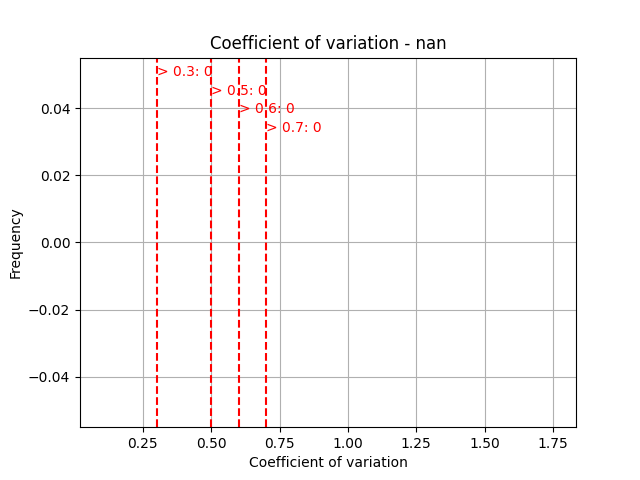 Coefficient of variation - nan
> 0.3: 0
> 0.5: 0
> 0.6: 0
> 0.7: 0
0.04
0.02
0.00
−0.02
−0.04
Frequency
0.25 0.50 0.75 1.00 1.25 1.50 1.75
Coefficient of variation